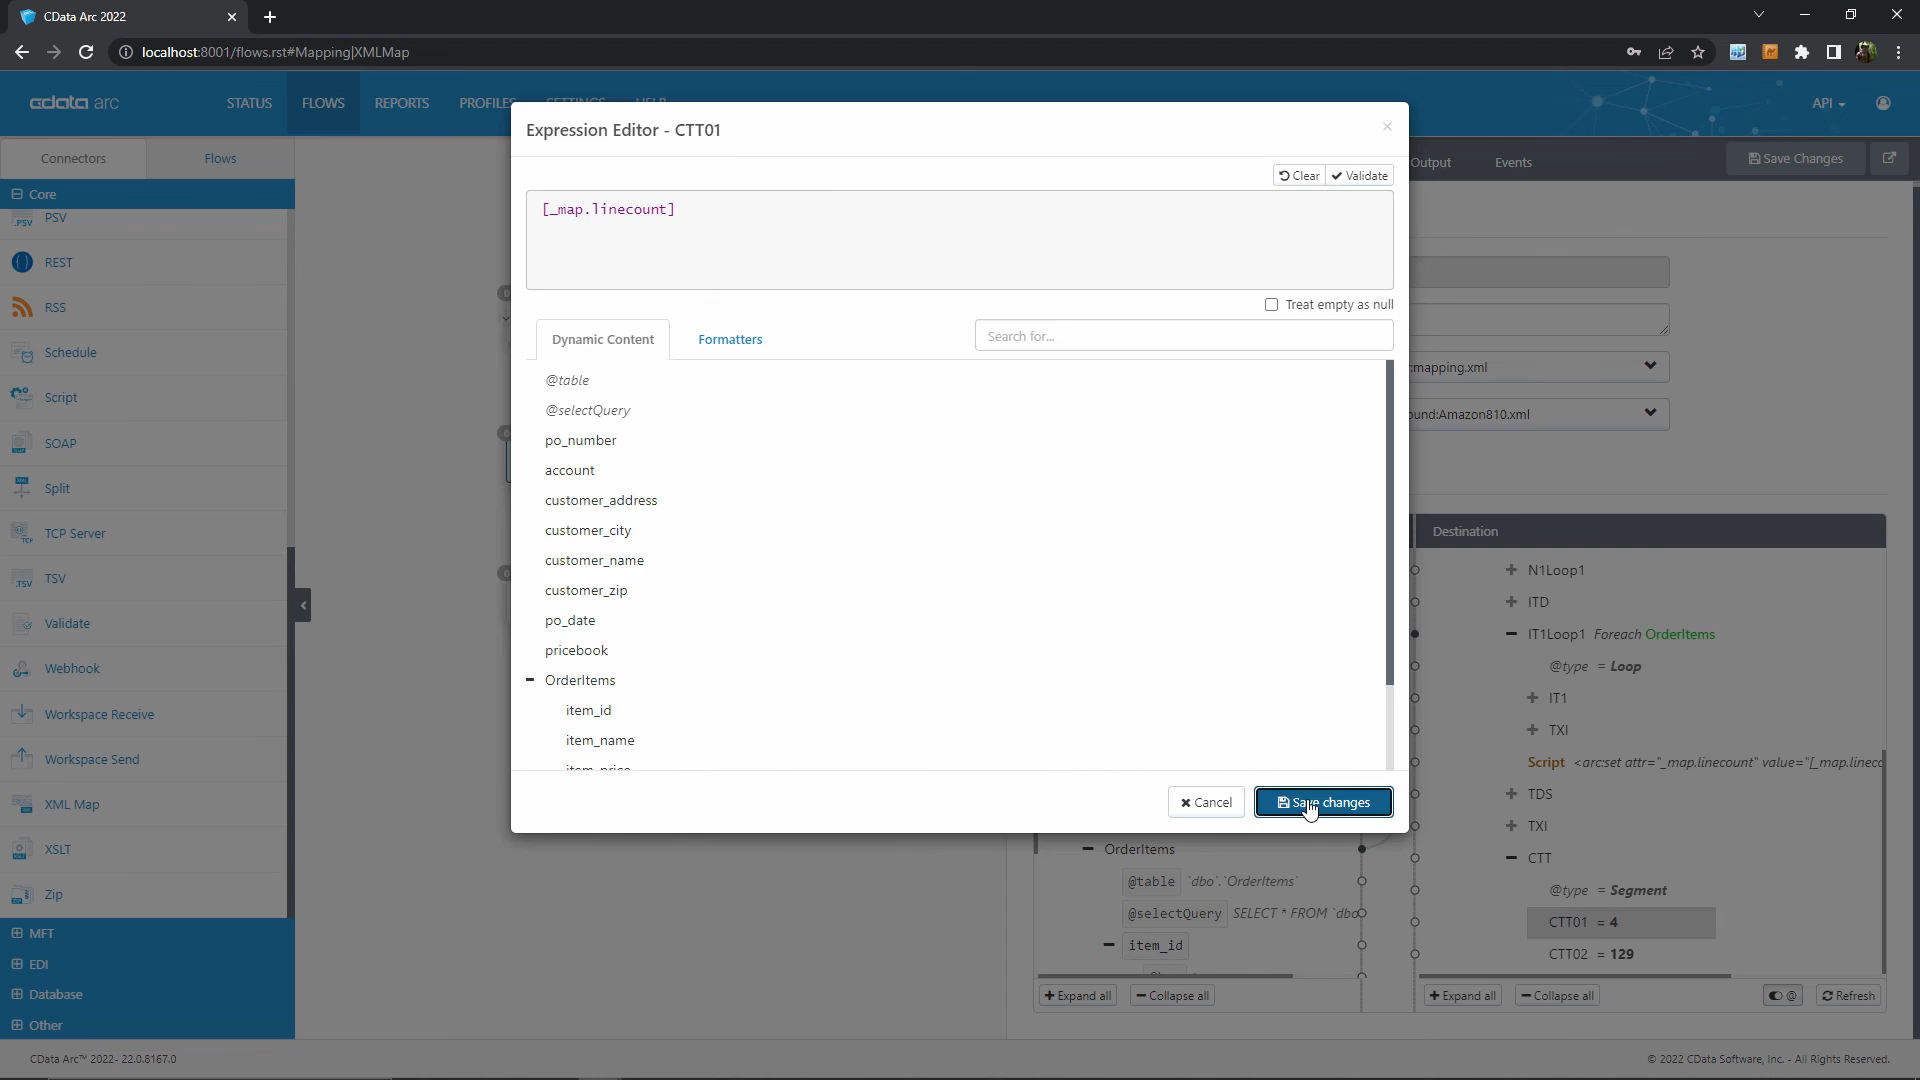 CData Arc 2022
localhost:8001/flows.rst#Mapping|XMLMap
cdata arc
STATUS
FLOWS
REPORTS
PROFILES
SETTINGS
HELP
API
Connectors
Flows
Output
Events
Save Changes
Core
PSV
REST
RSS
Schedule
Script
SOAP
Split
TCP Server
TSV
Validate
Webhook
Workspace Receive
Workspace Send
XML Map
XSLT
Zip
MFT
EDI
Database
Other
Expression Editor - CTT01
Clear
Validate
[_map.linecount]
Treat empty as null
Dynamic Content
Formatters
Search for...
@table
@selectQuery
po_number
account
customer_address
customer_city
customer_name
customer_zip
po_date
pricebook
OrderItems
item_id
item_name
item_price
Cancel
Save changes
:mapping.xml
ound:Amazon810.xml
Destination
N1Loop1
ITD
IT1Loop1 Foreach OrderItems
@type = Loop
IT1
TXI
Script <arc:set attr="_map.linecount" value="[_map.linecc
TDS
TXI
CTT
@type = Segment
CTT01 = 4
CTT02 = 129
OrderItems
@table `dbo`.`OrderItems`
@selectQuery SELECT * FROM `dbo
item_id
Expand all
Collapse all
Expand all
Collapse all
@
Refresh
CData Arc™ 2022- 22.0.8167.0
© 2022 CData Software, Inc. - All Rights Reserved.